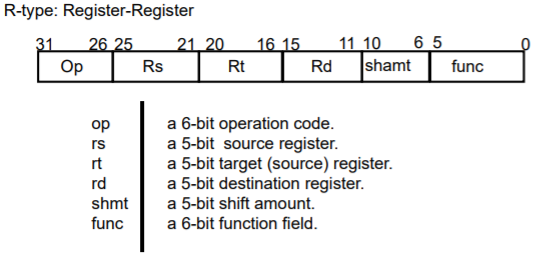 R-type: Register-Register
31 26 25 21 20 16 15 11 10 6 5 0
Op Rs Rt Rd shamt func
op a 6-bit operation code.
rs a 5-bit source register.
rt a 5-bit target (source) register.
rd a 5-bit destination register.
shmt a 5-bit shift amount.
func a 6-bit function field.